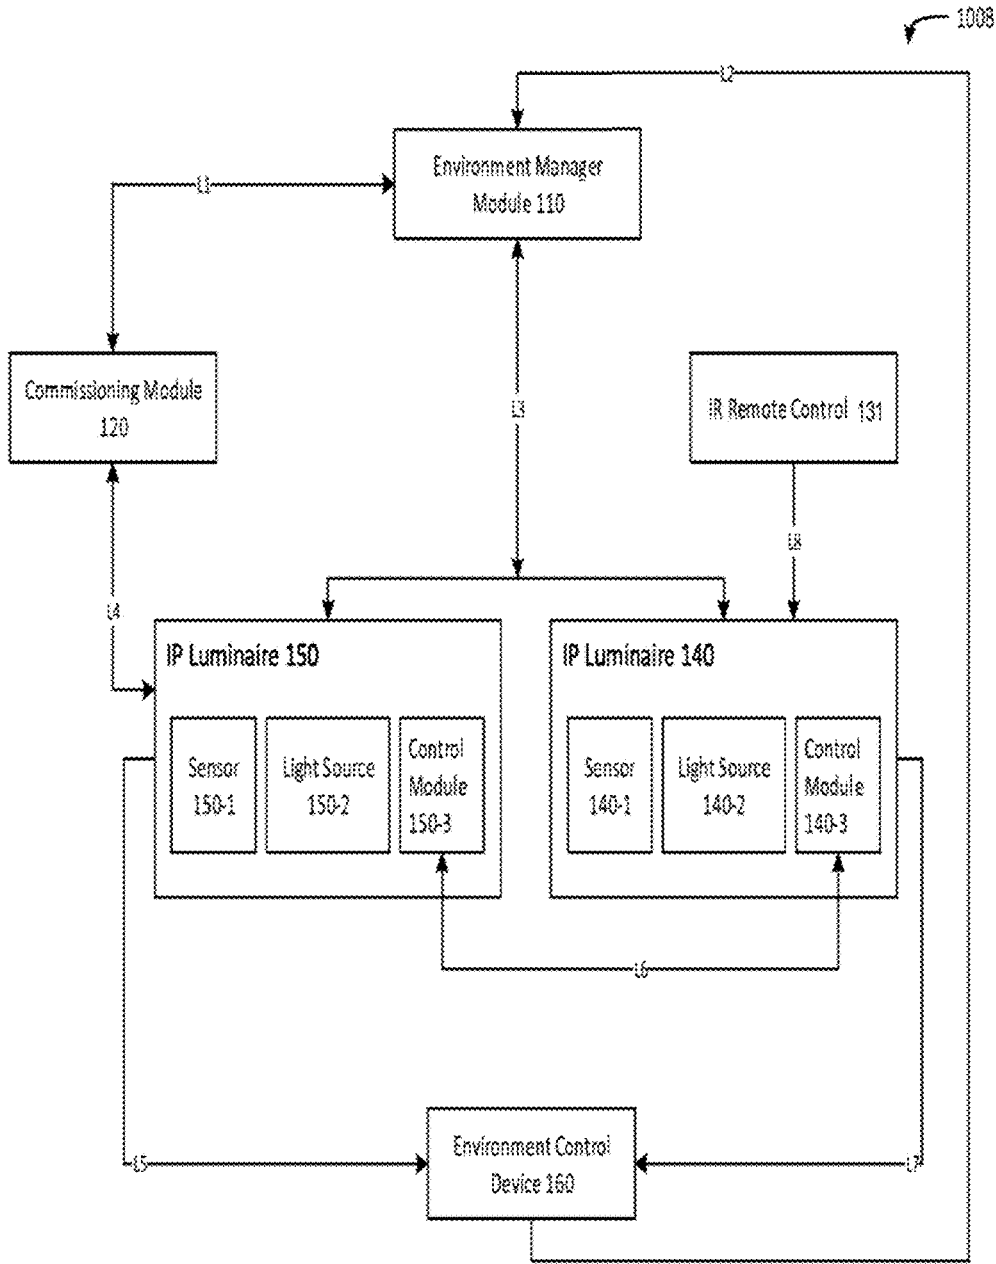 1008
L2
Environment Manager
Module 110
L1
Commissioning Module
120
L3
IR Remote Control 131
L8
L4
IP Luminaire 150
IP Luminaire 140
Sensor
150-1
Light Source
150-2
Control
Module
150-3
Sensor
140-1
Light Source
140-2
Control
Module
140-3
L6
L5
Environment Control
Device 160
L7